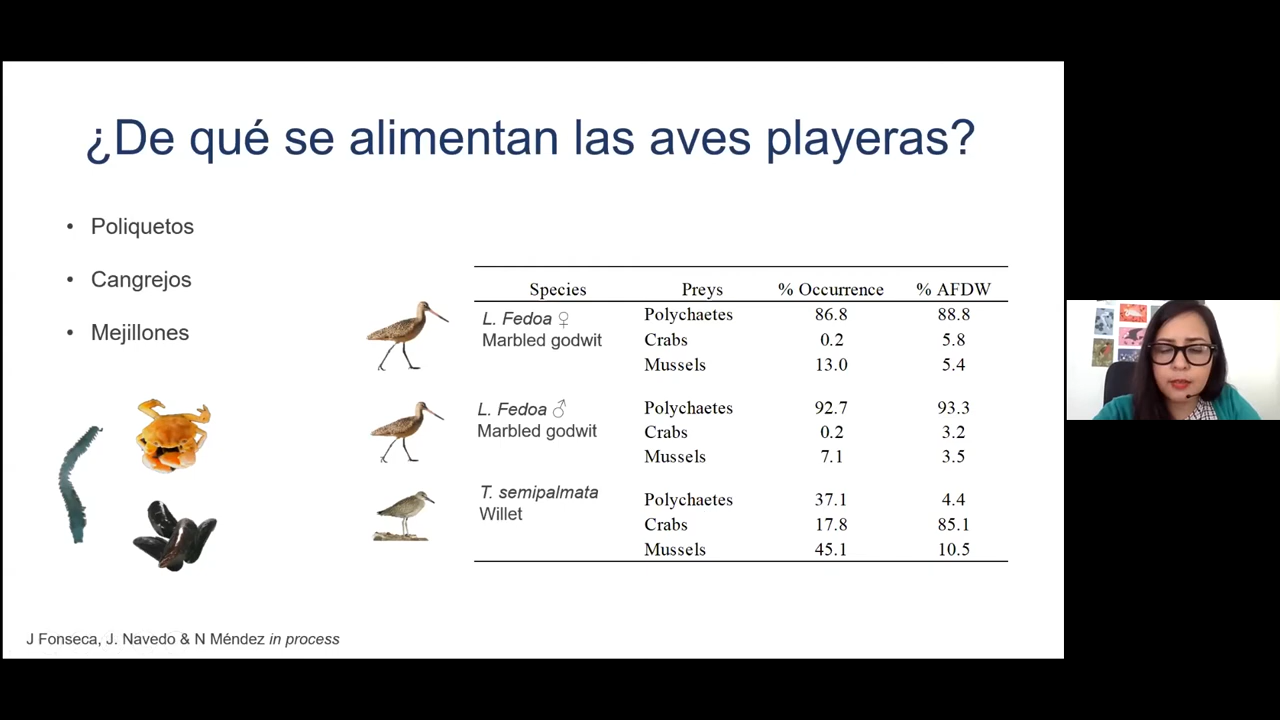 ¿De qué se alimentan las aves playeras?
• Poliquetos
• Cangrejos
• Mejillones
Species Preys % Occurrence % AFDW
L. Fedoa ♀ Polychaetes 86.8 88.8
Marbled godwit Crabs 0.2 5.8
Mussels 13.0 5.4
L. Fedoa ♂ Polychaetes 92.7 93.3
Marbled godwit Crabs 0.2 3.2
Mussels 7.1 3.5
T. semipalmata Polychaetes 37.1 4.4
Willet Crabs 17.8 85.1
Mussels 45.1 10.5
J Fonseca, J. Navedo & N Méndez in process